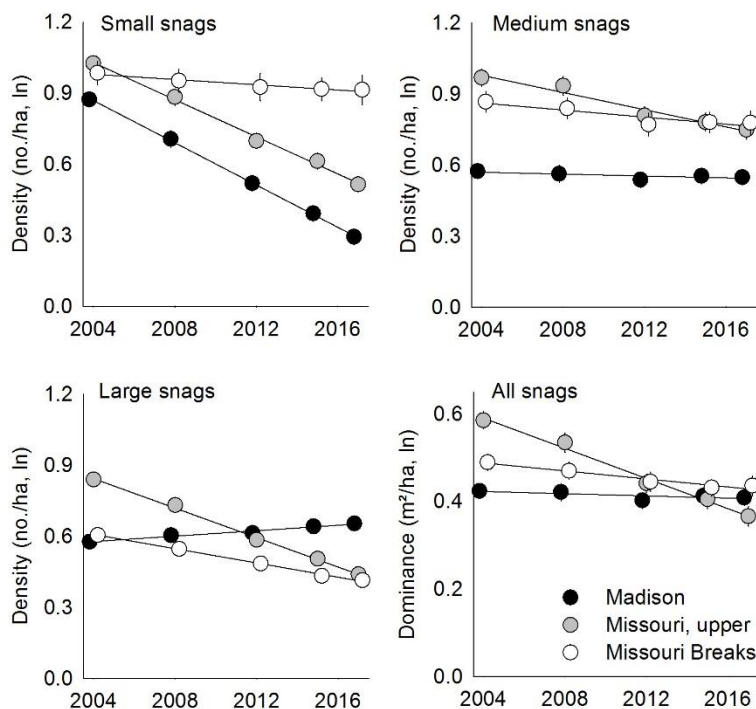 Small snags
Density (no./ha, ln)
1.2
0.9
0.6
0.3
0.0
2004 2008 2012 2016
Medium snags
Density (no./ha, ln)
1.2
0.9
0.6
0.3
0.0
2004 2008 2012 2016
Large snags
Density (no./ha, ln)
1.2
0.9
0.6
0.3
0.0
2004 2008 2012 2016
All snags
Dominance (m²/ha, ln)
0.6
0.4
0.2
0.0
Madison
Missouri, upper
Missouri Breaks
2004 2008 2012 2016